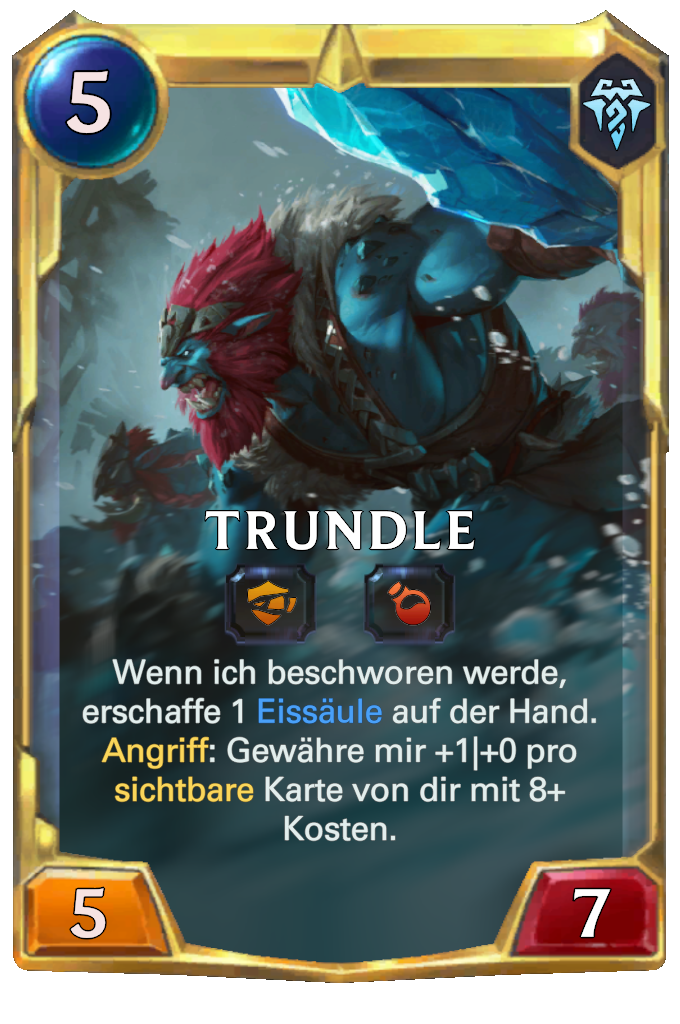 5
TRUNDLE
Wenn ich beschworen werde,
erschaffe 1 Eissäule auf der Hand.
Angriff: Gewähre mir +1|+0 pro
sichtbare Karte von dir mit 8+
Kosten.
5
7